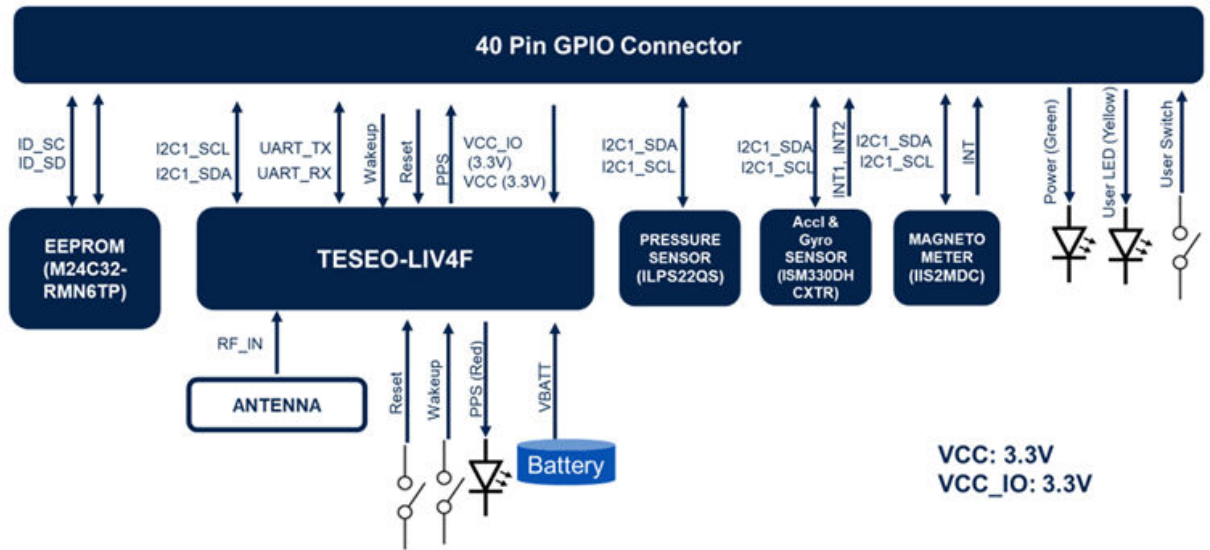 40 Pin GPIO Connector
ID_SC
ID_SD
I2C1_SCL
I2C1_SDA
UART_TX
UART_RX
Wakeup
Reset
PPS
VCC_IO
(3.3V)
VCC (3.3V)
I2C1_SDA
I2C1_SCL
I2C1_SDA
I2C1_SCL
INT1, INT2
I2C1_SDA
I2C1_SCL
INT
Power (Green)
User LED (Yellow)
User Switch
EEPROM
(M24C32-
RMN6TP)
TESEO-LIV4F
PRESSURE
SENSOR
(ILPS22QS)
Accl &
Gyro
SENSOR
(ISM330DH
CXTR)
MAGNETO
METER
(IIS2MDC)
RF_IN
ANTENNA
Reset
Wakeup
PPS (Red)
VBATT
Battery
VCC: 3.3V
VCC_IO: 3.3V